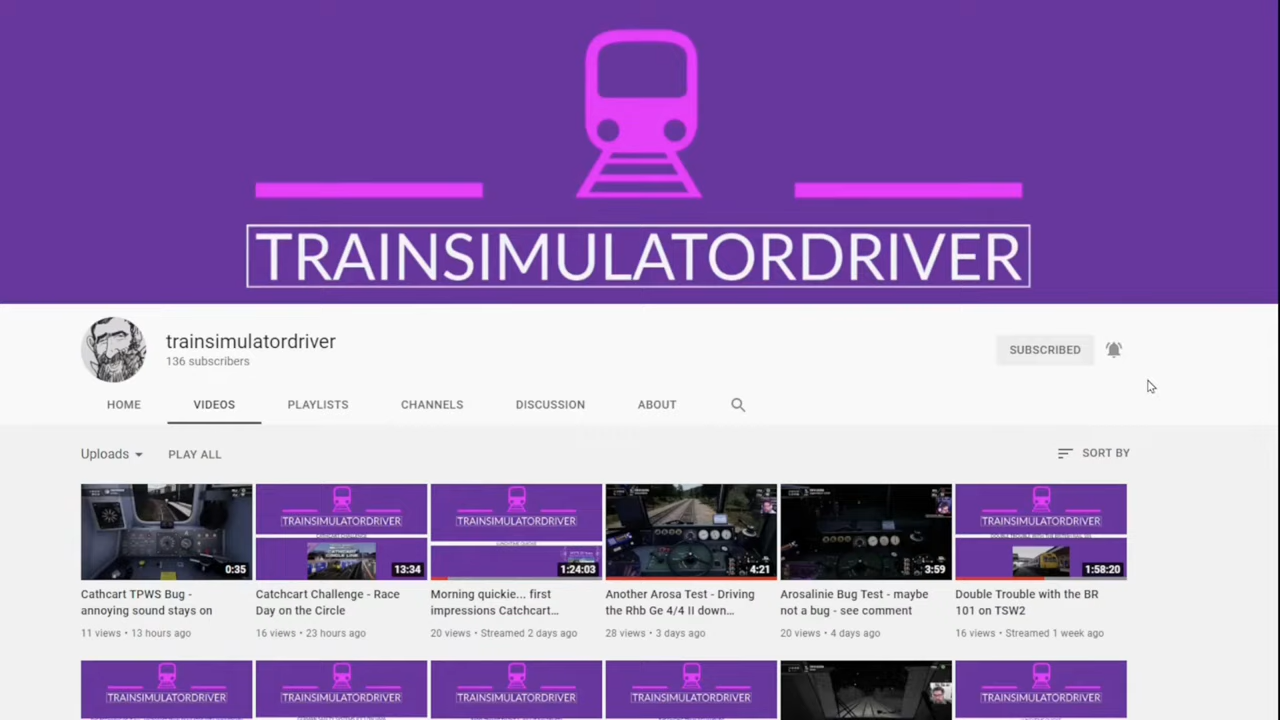 TRAINSIMULATORDRIVER
trainsimulatordriver
136 subscribers
SUBSCRIBED
HOME
VIDEOS
PLAYLISTS
CHANNELS
DISCUSSION
ABOUT
Uploads
PLAY ALL
SORT BY
TRAINSIMULATORDRIVER
CATHCART CHALLENGE
TRAINSIMULATORDRIVER
TRAINSIMULATORDRIVER
0:35
13:34
1:24:03
4:21
3:59
1:58:20
Cathcart TPWS Bug -
annoying sound stays on
11 views • 13 hours ago
Catchcart Challenge - Race
Day on the Circle
16 views • 23 hours ago
Morning quickie... first
impressions Catchcart...
20 views • Streamed 2 days ago
Another Arosa Test - Driving
the Rhb Ge 4/4 II down...
28 views • 3 days ago
Arosalinie Bug Test - maybe
not a bug - see comment
20 views • 4 days ago
Double Trouble with the BR
101 on TSW2
16 views • Streamed 1 week ago
TRAINSIMULATORDRIVER
TRAINSIMULATORDRIVER
TRAINSIMULATORDRIVER
TRAINSIMULATORDRIVER
TRAINSIMULATORDRIVER